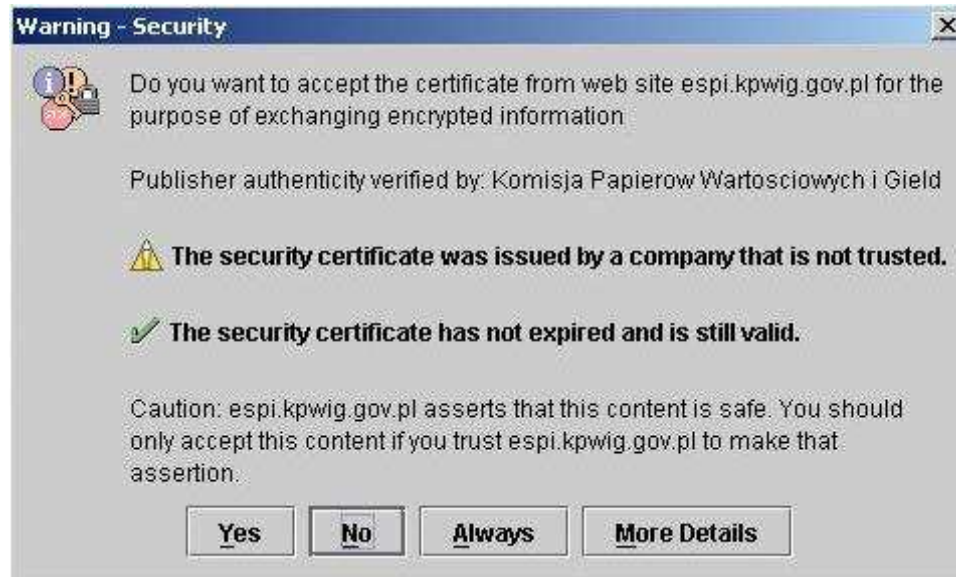 Warning - Security
Do you want to accept the certificate from web site espi.kpwig.gov.pl for the
purpose of exchanging encrypted information
Publisher authenticity verified by: Komisja Papierow Wartosciowych i Gield
The security certificate was issued by a company that is not trusted.
The security certificate has not expired and is still valid.
Caution: espi.kpwig.gov.pl asserts that this content is safe. You should
only accept this content if you trust espi.kpwig.gov.pl to make that
assertion.
Yes No Always More Details